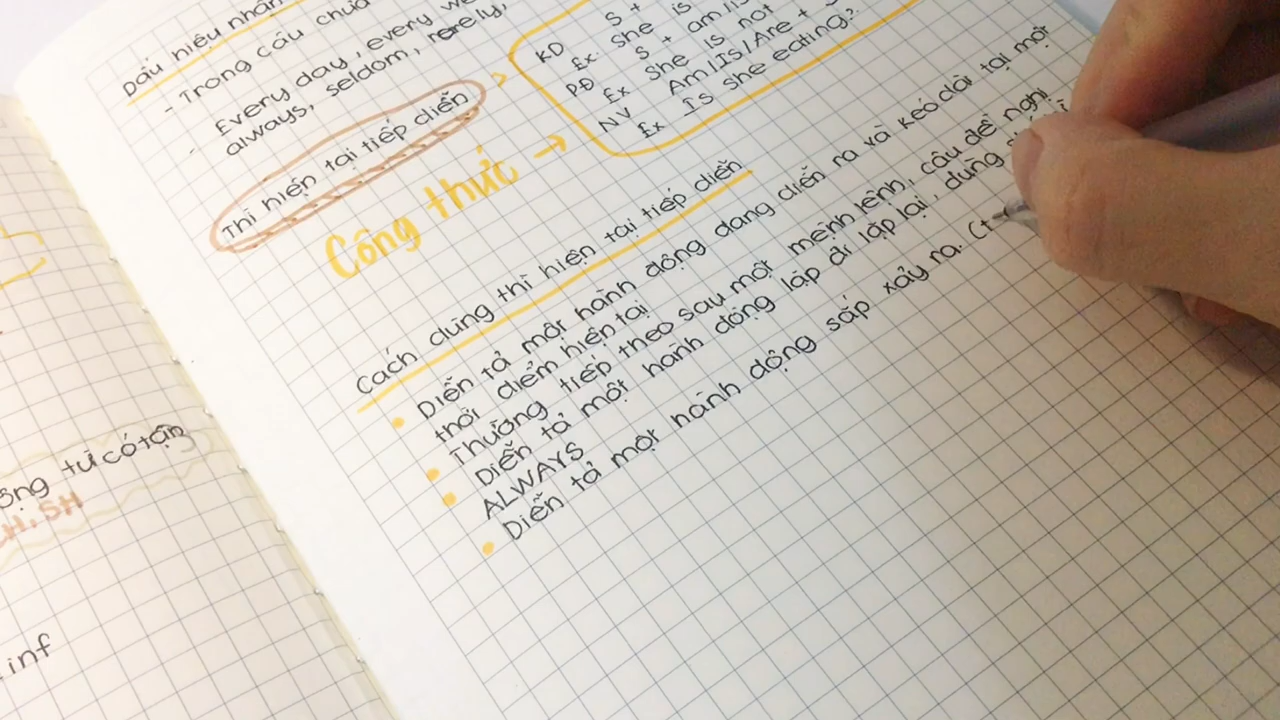 Dấu hiệu nhận
- Trong câu chứa
- Every day, every we
always, seldom, rerely,
Thì hiện tại tiếp diễn
Công thức →
KĐ S +
Ex: She is
PĐ S + am/is
Ex She is not
NV Am/Is/Are +
Ex Is she eating?
Cách dùng thì hiện tại tiếp diễn
• Diễn tả một hành động đang diễn ra và kéo dài tại một
thời điểm hiện tại
• Thường tiếp theo sau một mệnh lệnh, câu đề nghị
• Diễn tả một hành động lặp đi lặp lại, dùng
ALWAYS
• Diễn tả một hành động sắp xảy ra. (t
ộng từ có tận
H, SH
inf